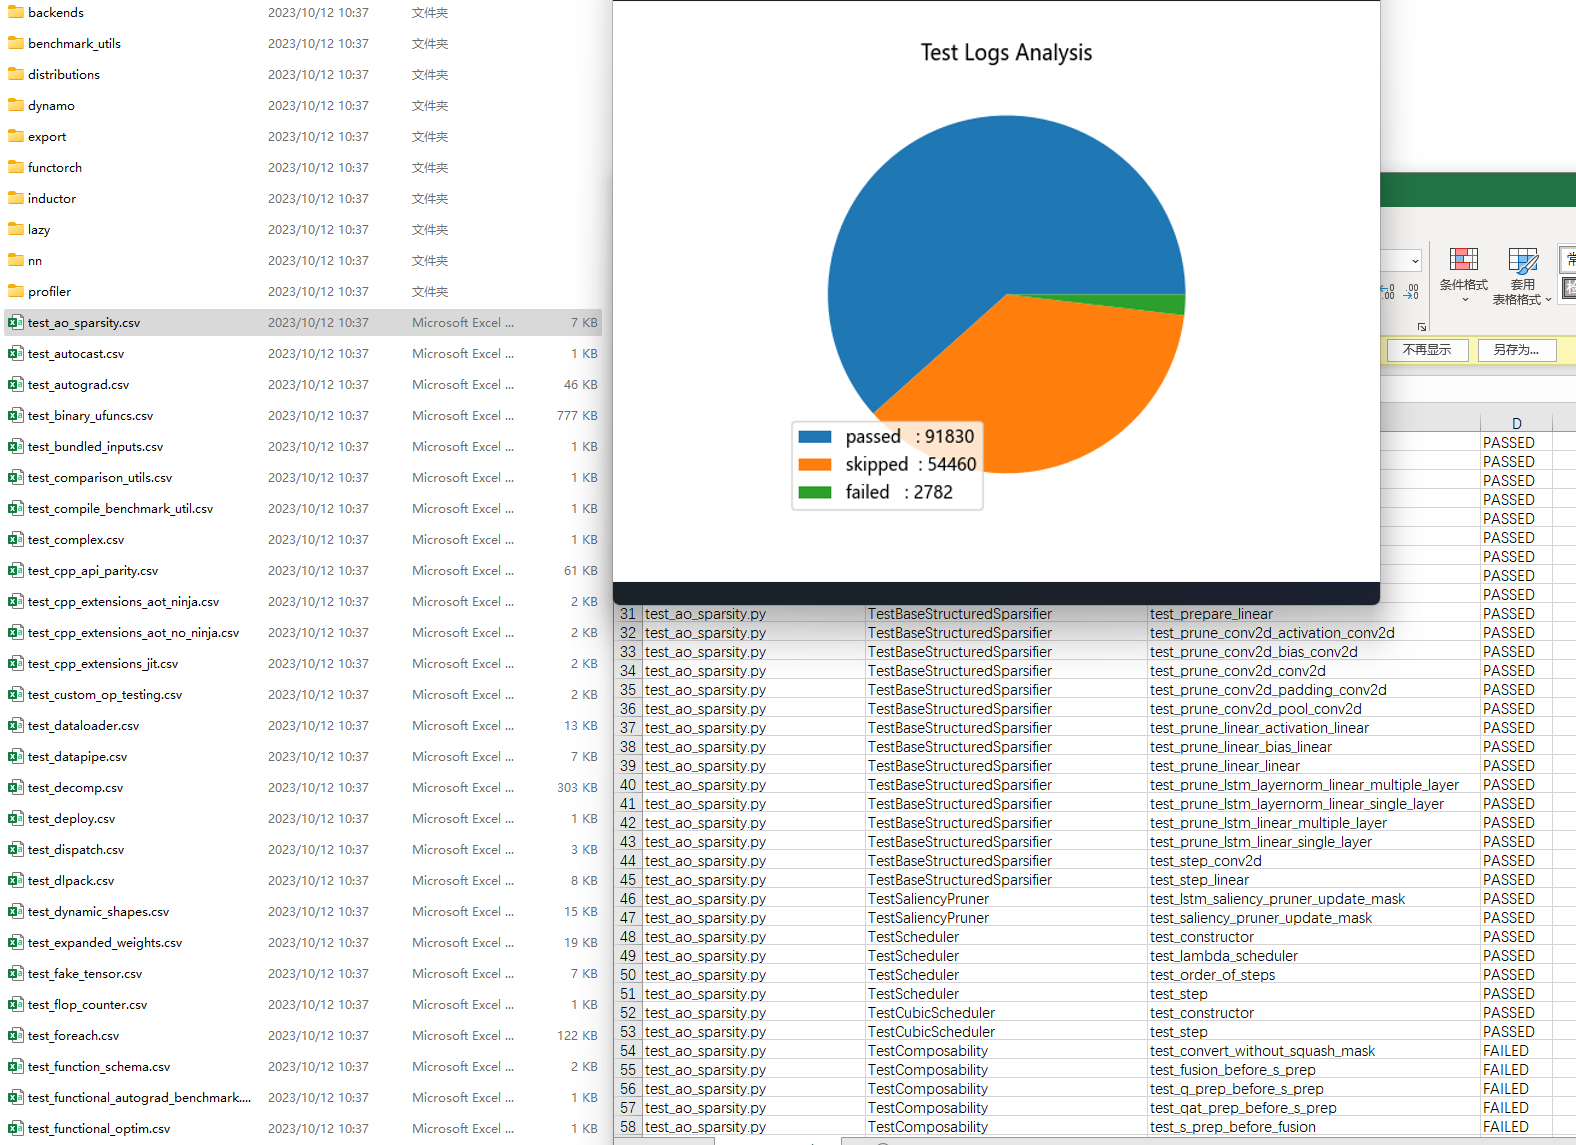 backends 2023/10/12 10:37 文件夹
benchmark_utils 2023/10/12 10:37 文件夹
distributions 2023/10/12 10:37 文件夹
dynamo 2023/10/12 10:37 文件夹
export 2023/10/12 10:37 文件夹
functorch 2023/10/12 10:37 文件夹
inductor 2023/10/12 10:37 文件夹
lazy 2023/10/12 10:37 文件夹
nn 2023/10/12 10:37 文件夹
profiler 2023/10/12 10:37 文件夹
test_ao_sparsity.csv 2023/10/12 10:37 Microsoft Excel ... 7 KB
test_autocast.csv 2023/10/12 10:37 Microsoft Excel ... 1 KB
test_autograd.csv 2023/10/12 10:37 Microsoft Excel ... 46 KB
test_binary_ufuncs.csv 2023/10/12 10:37 Microsoft Excel ... 777 KB
test_bundled_inputs.csv 2023/10/12 10:37 Microsoft Excel ... 1 KB
test_comparison_utils.csv 2023/10/12 10:37 Microsoft Excel ... 1 KB
test_compile_benchmark_util.csv 2023/10/12 10:37 Microsoft Excel ... 1 KB
test_complex.csv 2023/10/12 10:37 Microsoft Excel ... 1 KB
test_cpp_api_parity.csv 2023/10/12 10:37 Microsoft Excel ... 61 KB
test_cpp_extensions_aot_ninja.csv 2023/10/12 10:37 Microsoft Excel ... 2 KB
test_cpp_extensions_aot_no_ninja.csv 2023/10/12 10:37 Microsoft Excel ... 2 KB
test_cpp_extensions_jit.csv 2023/10/12 10:37 Microsoft Excel ... 2 KB
test_custom_op_testing.csv 2023/10/12 10:37 Microsoft Excel ... 2 KB
test_dataloader.csv 2023/10/12 10:37 Microsoft Excel ... 13 KB
test_datapipe.csv 2023/10/12 10:37 Microsoft Excel ... 7 KB
test_decomp.csv 2023/10/12 10:37 Microsoft Excel ... 303 KB
test_deploy.csv 2023/10/12 10:37 Microsoft Excel ... 1 KB
test_dispatch.csv 2023/10/12 10:37 Microsoft Excel ... 3 KB
test_dlpack.csv 2023/10/12 10:37 Microsoft Excel ... 8 KB
test_dynamic_shapes.csv 2023/10/12 10:37 Microsoft Excel ... 15 KB
test_expanded_weights.csv 2023/10/12 10:37 Microsoft Excel ... 19 KB
test_fake_tensor.csv 2023/10/12 10:37 Microsoft Excel ... 7 KB
test_flop_counter.csv 2023/10/12 10:37 Microsoft Excel ... 1 KB
test_foreach.csv 2023/10/12 10:37 Microsoft Excel ... 122 KB
test_function_schema.csv 2023/10/12 10:37 Microsoft Excel ... 2 KB
test_functional_autograd_benchmark.... 2023/10/12 10:37 Microsoft Excel ... 1 KB
test_functional_optim.csv 2023/10/12 10:37 Microsoft Excel ... 1 KB
Test Logs Analysis
passed : 91830
skipped : 54460
failed : 2782
条件格式 套用
表格格式
不再显示 另存为...
D
PASSED
PASSED
PASSED
PASSED
PASSED
PASSED
PASSED
PASSED
PASSED
31 test_ao_sparsity.py TestBaseStructuredSparsifier test_prepare_linear PASSED
32 test_ao_sparsity.py TestBaseStructuredSparsifier test_prune_conv2d_activation_conv2d PASSED
33 test_ao_sparsity.py TestBaseStructuredSparsifier test_prune_conv2d_bias_conv2d PASSED
34 test_ao_sparsity.py TestBaseStructuredSparsifier test_prune_conv2d_conv2d PASSED
35 test_ao_sparsity.py TestBaseStructuredSparsifier test_prune_conv2d_padding_conv2d PASSED
36 test_ao_sparsity.py TestBaseStructuredSparsifier test_prune_conv2d_pool_conv2d PASSED
37 test_ao_sparsity.py TestBaseStructuredSparsifier test_prune_linear_activation_linear PASSED
38 test_ao_sparsity.py TestBaseStructuredSparsifier test_prune_linear_bias_linear PASSED
39 test_ao_sparsity.py TestBaseStructuredSparsifier test_prune_linear_linear PASSED
40 test_ao_sparsity.py TestBaseStructuredSparsifier test_prune_lstm_layernorm_linear_multiple_layer PASSED
41 test_ao_sparsity.py TestBaseStructuredSparsifier test_prune_lstm_layernorm_linear_single_layer PASSED
42 test_ao_sparsity.py TestBaseStructuredSparsifier test_prune_lstm_linear_multiple_layer PASSED
43 test_ao_sparsity.py TestBaseStructuredSparsifier test_prune_lstm_linear_single_layer PASSED
44 test_ao_sparsity.py TestBaseStructuredSparsifier test_step_conv2d PASSED
45 test_ao_sparsity.py TestBaseStructuredSparsifier test_step_linear PASSED
46 test_ao_sparsity.py TestSaliencyPruner test_lstm_saliency_pruner_update_mask PASSED
47 test_ao_sparsity.py TestSaliencyPruner test_saliency_pruner_update_mask PASSED
48 test_ao_sparsity.py TestScheduler test_constructor PASSED
49 test_ao_sparsity.py TestScheduler test_lambda_scheduler PASSED
50 test_ao_sparsity.py TestScheduler test_order_of_steps PASSED
51 test_ao_sparsity.py TestScheduler test_step PASSED
52 test_ao_sparsity.py TestCubicScheduler test_constructor PASSED
53 test_ao_sparsity.py TestCubicScheduler test_step PASSED
54 test_ao_sparsity.py TestComposability test_convert_without_squash_mask FAILED
55 test_ao_sparsity.py TestComposability test_fusion_before_s_prep FAILED
56 test_ao_sparsity.py TestComposability test_q_prep_before_s_prep FAILED
57 test_ao_sparsity.py TestComposability test_qat_prep_before_s_prep FAILED
58 test_ao_sparsity.py TestComposability test_s_prep_before_fusion FAILED